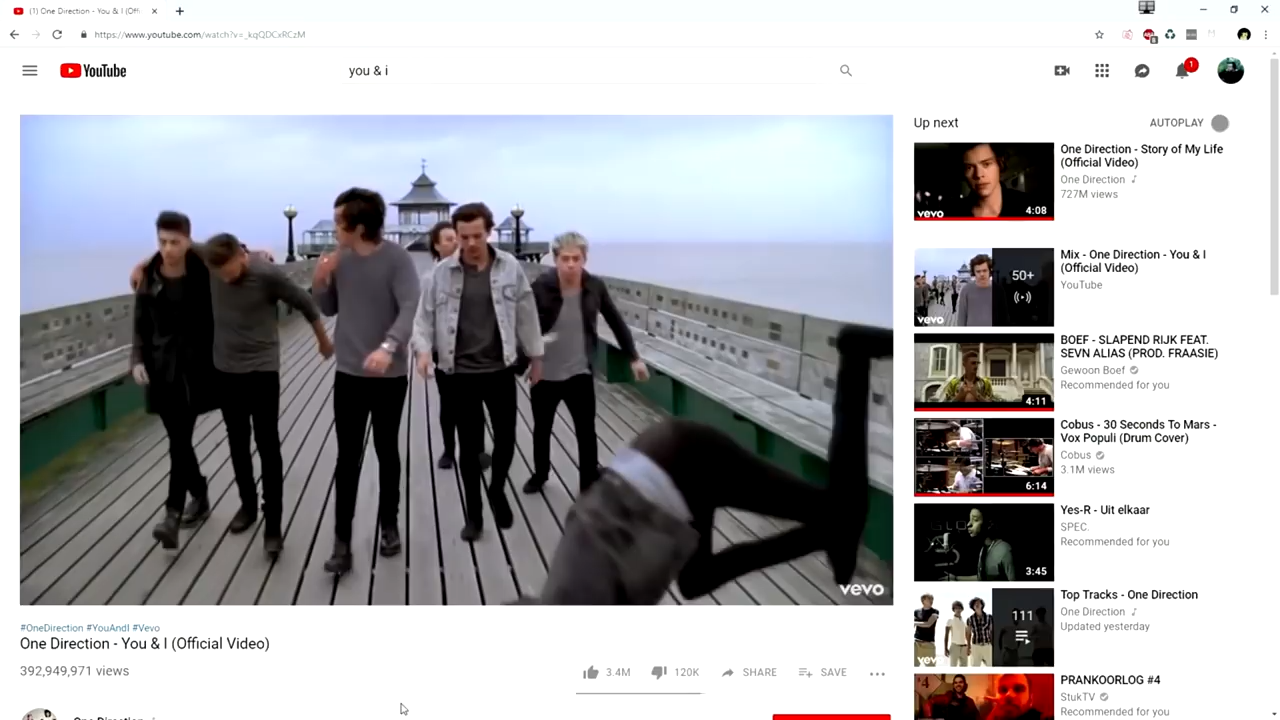 (1) One Direction - You & I (Offi
https://www.youtube.com/watch?v=_kqQDCxRCzM
YouTube
you & i
1
vevo
#OneDirection #YouAndI #Vevo
One Direction - You & I (Official Video)
392,949,971 views
3.4M
120K
SHARE
SAVE
One Direction
Up next
AUTOPLAY
vevo
4:08
One Direction - Story of My Life
(Official Video)
One Direction
727M views
vevo
50+
Mix - One Direction - You & I
(Official Video)
YouTube
4:11
BOEF - SLAPEND RIJK FEAT.
SEVN ALIAS (PROD. FRAASIE)
Gewoon Boef
Recommended for you
6:14
Cobus - 30 Seconds To Mars -
Vox Populi (Drum Cover)
Cobus
3.1M views
3:45
Yes-R - Uit elkaar
SPEC.
Recommended for you
vevo
111
Top Tracks - One Direction
One Direction
Updated yesterday
PRANKOORLOG #4
StukTV
Recommended for you